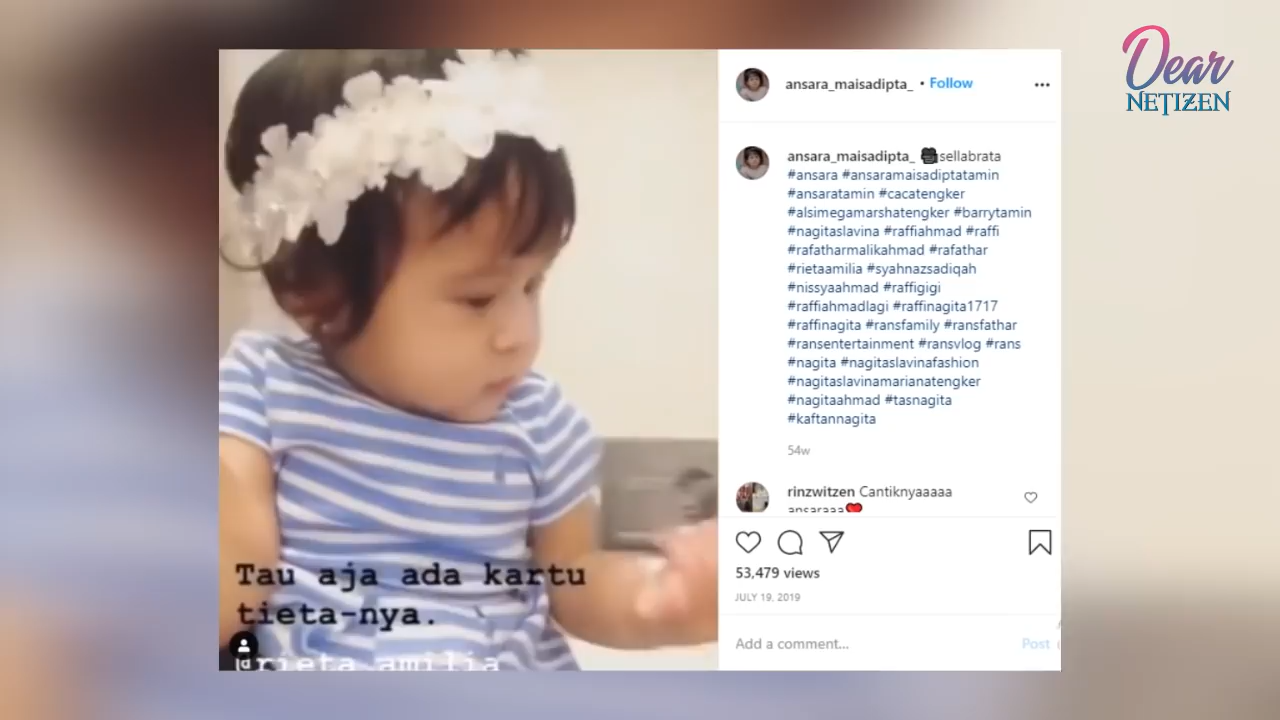 Dear
NETIZEN
ansara_maisadipta_ • Follow
ansara_maisadipta_ sellabrata
#ansara #ansaramaisadiptatamin
#ansaratamin #cacatengker
#alsimegamarshatengker #barrytamin
#nagitaslavina #raffiahmad #raffi
#rafatharmalikahmad #rafathar
#rietaamilia #syahnazsadiqah
#nissyaahmad #raffigigi
#raffiahmadlagi #raffinagita1717
#raffinagita #ransfamily #ransfathar
#ransentertainment #ransvlog #rans
#nagita #nagitaslavinafashion
#nagitaslavinamarianatengker
#nagitaahmad #tasnagita
#kaftannagita
54w
rinzwitzen Cantiknyaaaaa
ansaraaa
53,479 views
JULY 19, 2019
Add a comment...
Post
Tau aja ada kartu
tieta-nya.
@rieta_amilia